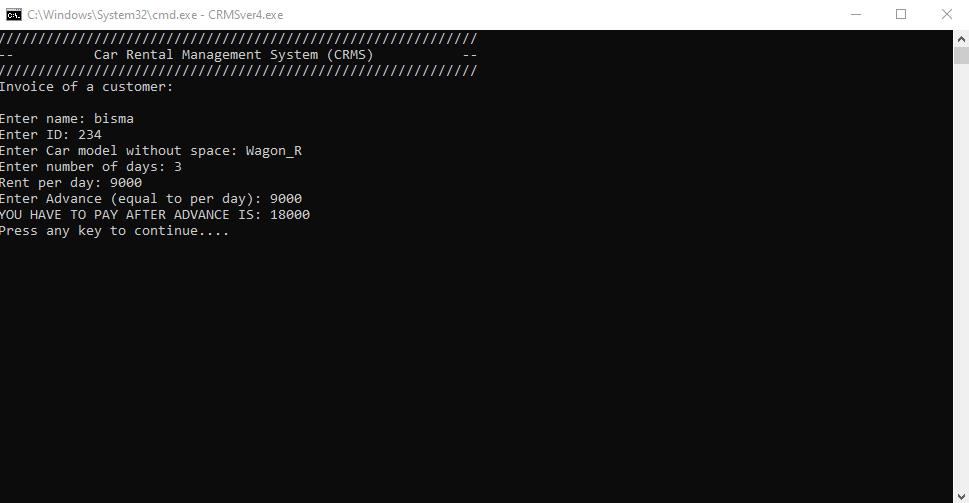 C:\Windows\System32\cmd.exe - CRMSver4.exe
////////////////////////////////////////////////////////////
--          Car Rental Management System (CRMS)           --
////////////////////////////////////////////////////////////
Invoice of a customer:
Enter name: bisma
Enter ID: 234
Enter Car model without space: Wagon_R
Enter number of days: 3
Rent per day: 9000
Enter Advance (equal to per day): 9000
YOU HAVE TO PAY AFTER ADVANCE IS: 18000
Press any key to continue....